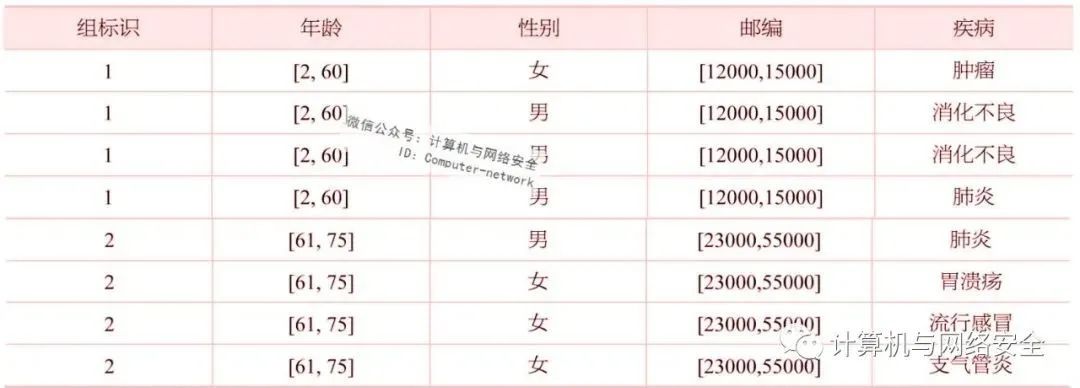 组标识 年龄 性别 邮编 疾病
1 [2, 60] 女 [12000,15000] 肿瘤
1 [2, 60] 男 [12000,15000] 消化不良
1 [2, 60] 男 [12000,15000] 消化不良
1 [2, 60] 男 [12000,15000] 肺炎
2 [61, 75] 男 [23000,55000] 肺炎
2 [61, 75] 女 [23000,55000] 胃溃疡
2 [61, 75] 女 [23000,55000] 流行感冒
2 [61, 75] 女 [23000,55000] 支气管炎
微信公众号：计算机与网络安全
ID：Computer-network
计算机与网络安全